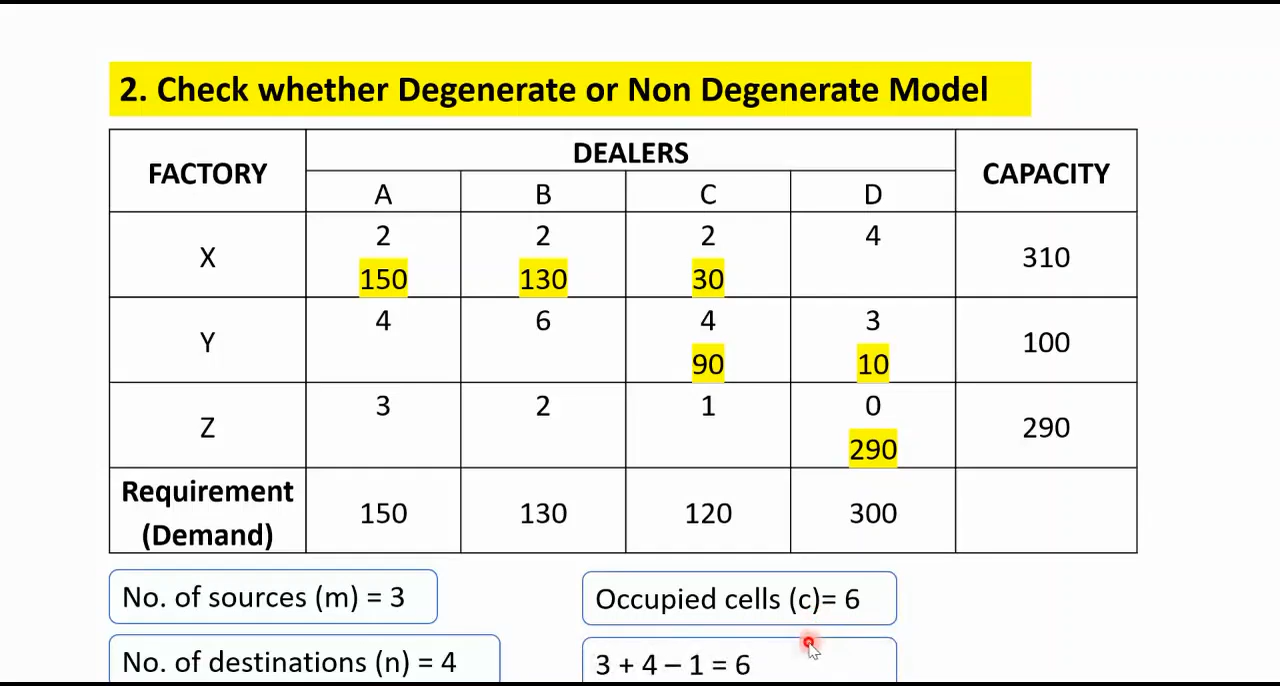 2. Check whether Degenerate or Non Degenerate Model
FACTORY DEALERS CAPACITY
A B C D
X 2 2 2 4 310
150 130 30
Y 4 6 4 3 100
90 10
Z 3 2 1 0 290
290
Requirement (Demand) 150 130 120 300
No. of sources (m) = 3
Occupied cells (c)= 6
No. of destinations (n) = 4
3 + 4 – 1 = 6